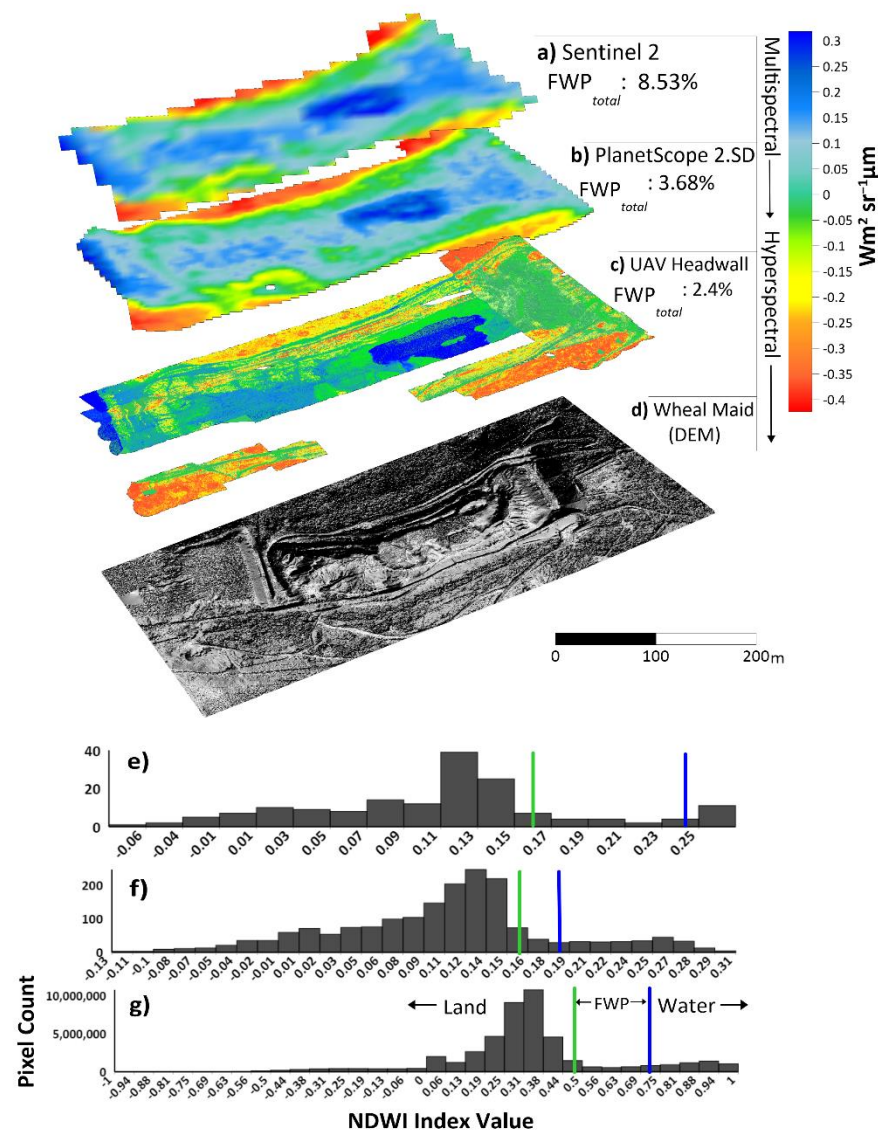 a) Sentinel 2
FWP total : 8.53%
b) PlanetScope 2.SD
FWP total : 3.68%
c) UAV Headwall
FWP total : 2.4%
d) Wheal Maid
(DEM)
Multispectral
Hyperspectral
0.3
0.25
0.2
0.15
0.1
0.05
0
-0.05
-0.1
-0.15
-0.2
-0.25
-0.3
-0.35
-0.4
Wm² sr⁻¹μm
0 100 200m
e)
40
20
0
-0.06 -0.04 -0.01 0.01 0.03 0.05 0.07 0.09 0.11 0.13 0.15 0.17 0.19 0.21 0.23 0.25
f)
200
100
0
-0.13 -0.11 -0.1 -0.08 -0.07 -0.05 -0.04 -0.02 -0.01 0.01 0.02 0.03 0.05 0.06 0.08 0.09 0.11 0.12 0.14 0.15 0.16 0.18 0.19 0.21 0.22 0.24 0.25 0.27 0.28 0.29 0.31
g)
10,000,000
5,000,000
0
Land FWP Water
-1 -0.94 -0.88 -0.81 -0.75 -0.69 -0.63 -0.56 -0.5 -0.44 -0.38 -0.31 -0.25 -0.19 -0.13 -0.06 0 0.06 0.13 0.19 0.25 0.31 0.38 0.44 0.5 0.56 0.63 0.69 0.75 0.81 0.88 0.94 1
Pixel Count
NDWI Index Value